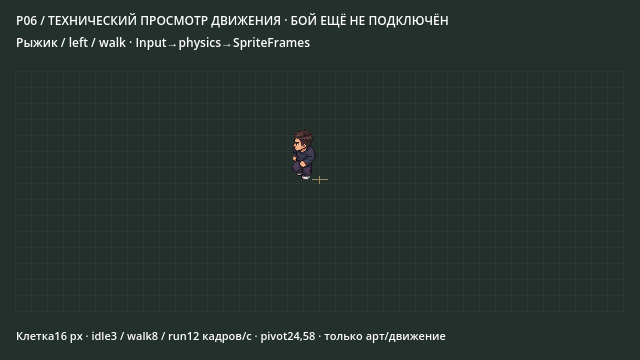 P06 / ТЕХНИЧЕСКИЙ ПРОСМОТР ДВИЖЕНИЯ · БОЙ ЕЩЁ НЕ ПОДКЛЮЧЁН
Рыжик / left / walk · Input→physics→SpriteFrames
Клетка16 px · idle3 / walk8 / run12 кадров/с · pivot24,58 · только арт/движение